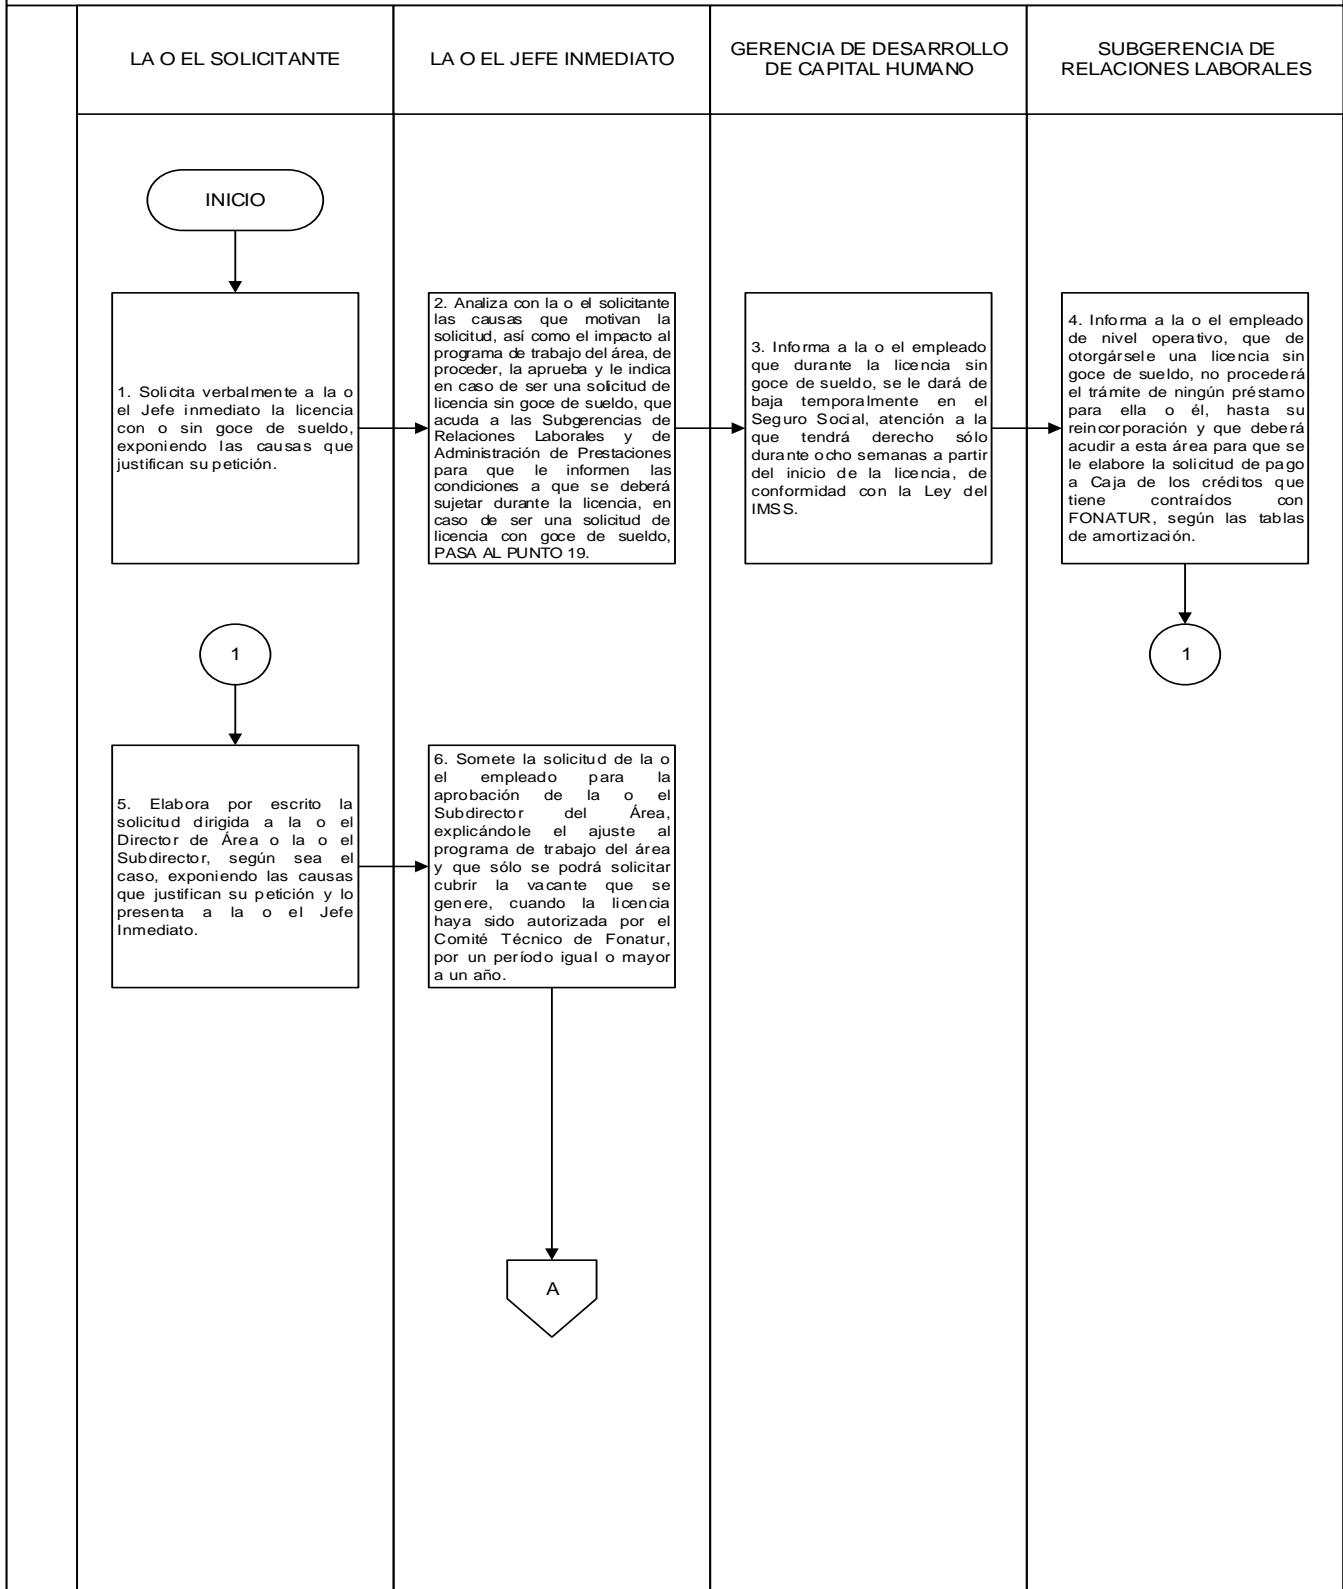 LA O EL SOLICITANTE
LA O EL JEFE INMEDIATO
GERENCIA DE DESARROLLO
DE CAPITAL HUMANO
SUBGERENCIA DE
RELACIONES LABORALES
INICIO
1. Solicita verbalmente a la o
el Jefe inmediato la licencia
con o sin goce de sueldo,
exponiendo las causas que
justifican su petición.
2. Analiza con la o el solicitante
las causas que motivan la
solicitud, así como el impacto al
programa de trabajo del área, de
proceder, la aprueba y le indica
en caso de ser una solicitud de
licencia sin goce de sueldo, que
acuda a las Subgerencias de
Relaciones Laborales y de
Administración de Prestaciones
para que le informen las
condiciones a que se deberá
sujetar durante la licencia, en
caso de ser una solicitud de
licencia con goce de sueldo,
PASA AL PUNTO 19.
3. Informa a la o el empleado
que durante la licencia sin
goce de sueldo, se le dará de
baja temporalmente en el
Seguro Social, atención a la
que tendrá derecho sólo
durante ocho semanas a partir
del inicio de la licencia, de
conformidad con la Ley del
IMSS.
4. Informa a la o el empleado
de nivel operativo, que de
otorgársele una licencia sin
goce de sueldo, no procederá
el trámite de ningún préstamo
para ella o él, hasta su
reincorporación y que deberá
acudir a esta área para que se
le elabore la solicitud de pago
a Caja de los créditos que
tiene contraídos con
FONATUR, según las tablas
de amortización.
1
1
5. Elabora por escrito la
solicitud dirigida a la o el
Director de Área o la o el
Subdirector, según sea el
caso, exponiendo las causas
que justifican su petición y lo
presenta a la o el Jefe
Inmediato.
6. Somete la solicitud de la o
el empleado para la
aprobación de la o el
Subdirector del Área,
explicándole el ajuste al
programa de trabajo del área
y que sólo se podrá solicitar
cubrir la vacante que se
genere, cuando la licencia
haya sido autorizada por el
Comité Técnico de Fonatur,
por un período igual o mayor
a un año.
A